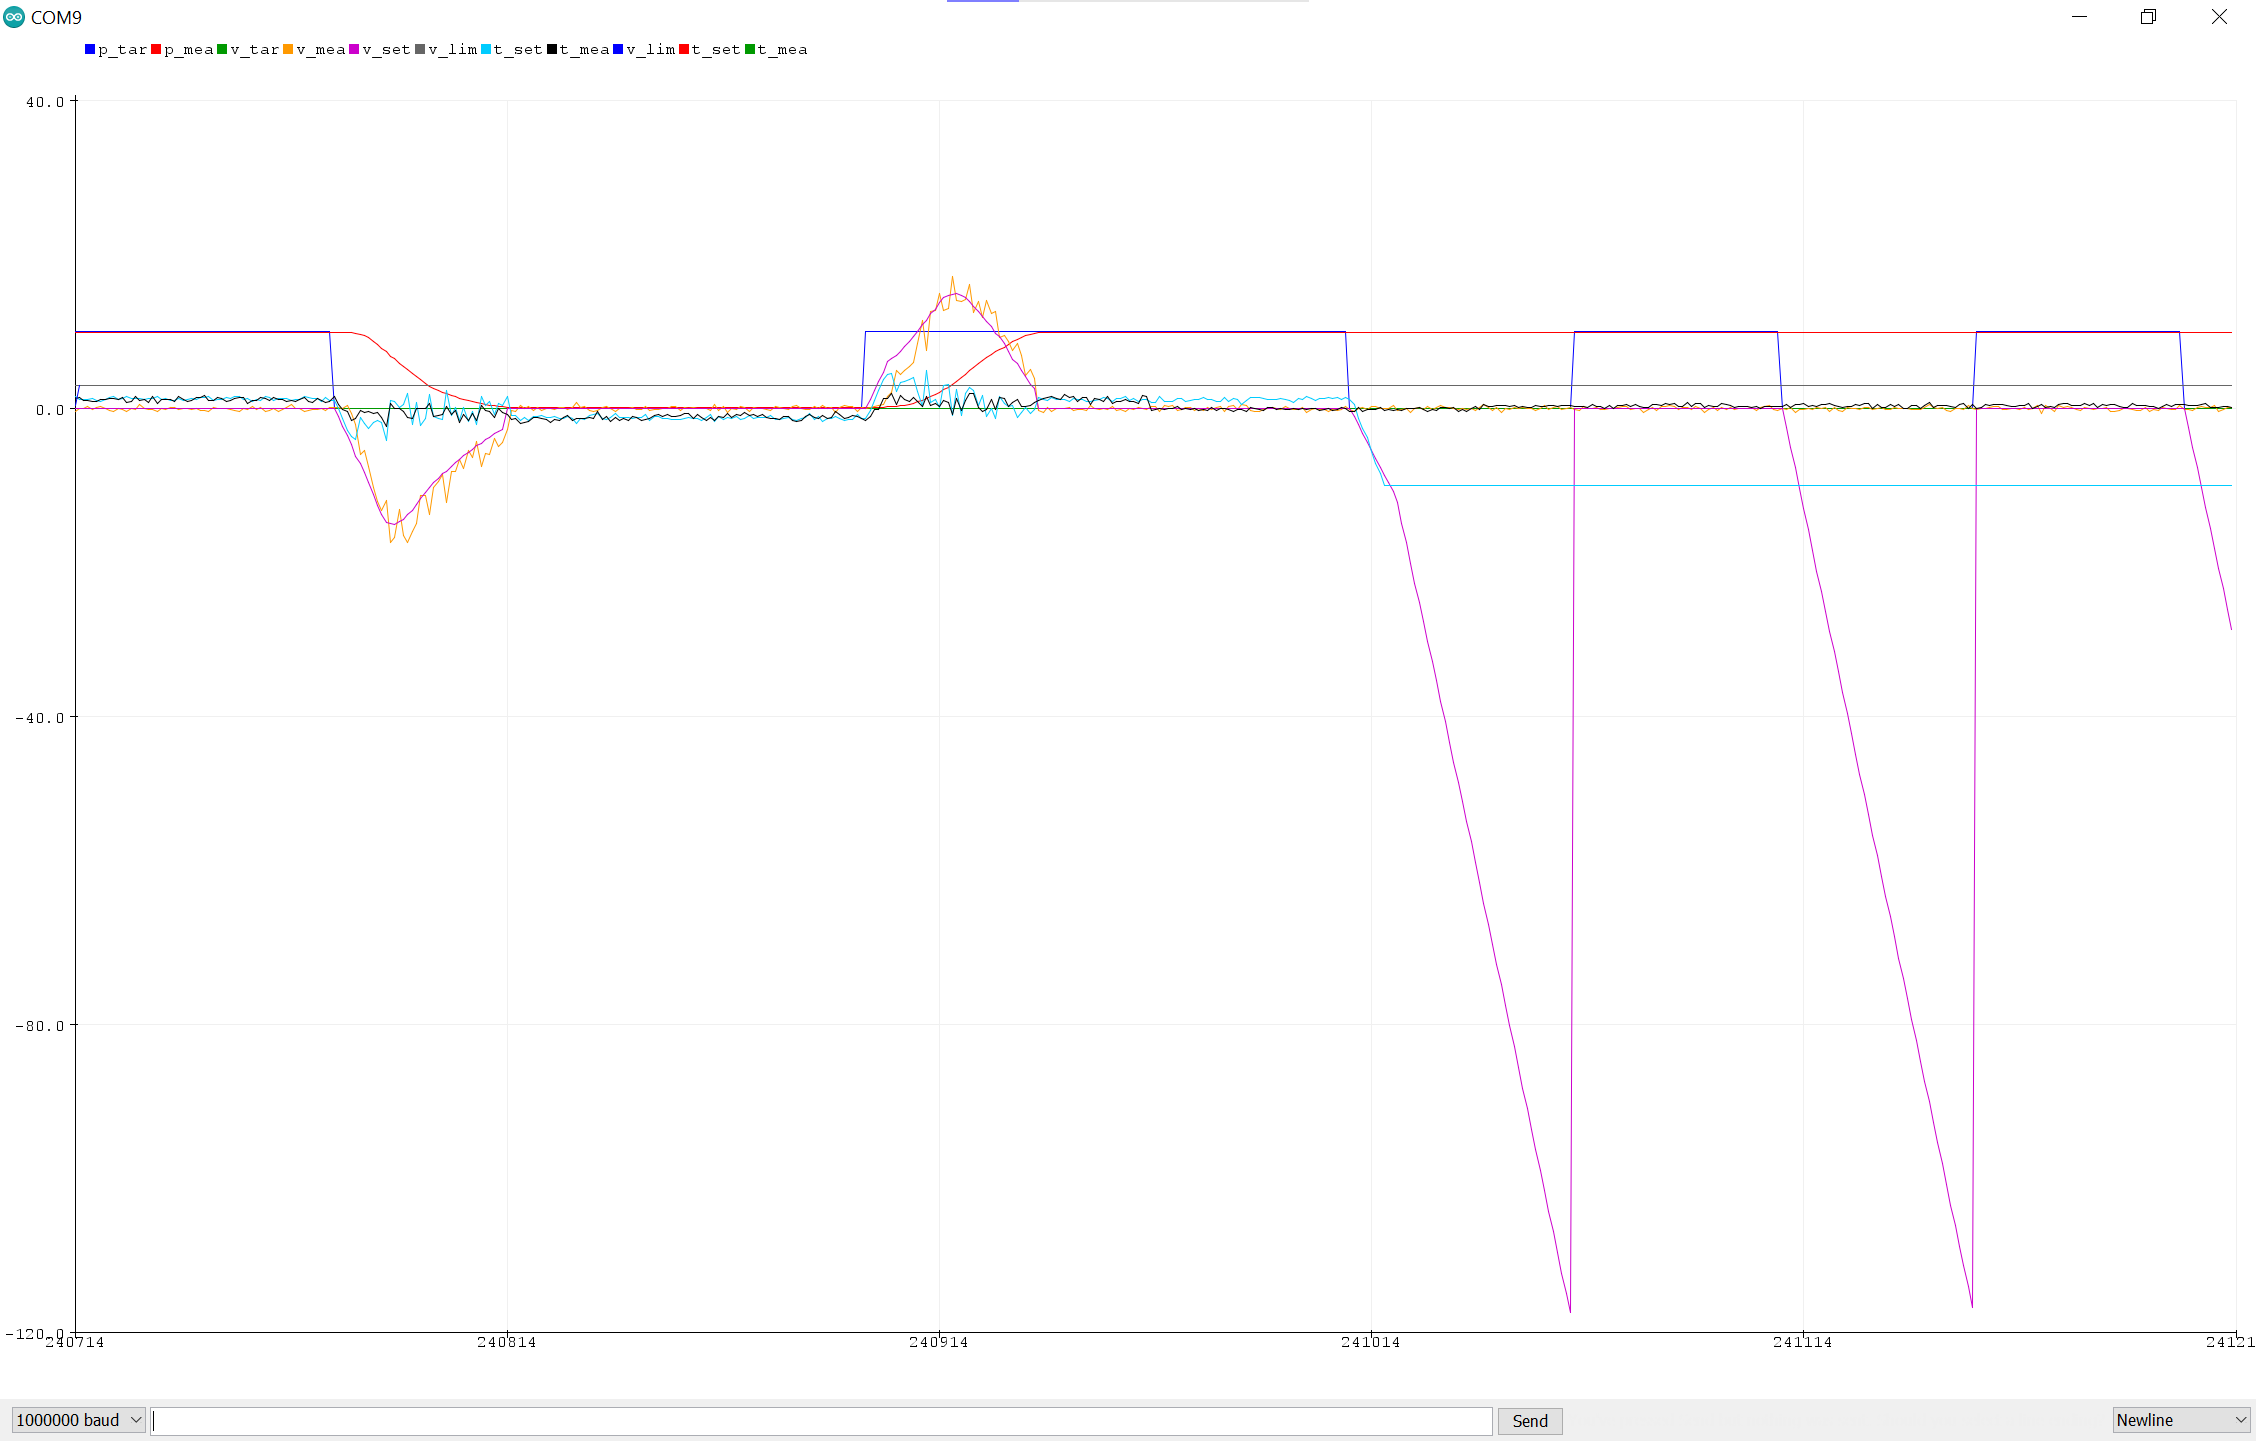 COM9
p_tar p_mea v_tar v_mea v_set v_lim t_set t_mea v_lim t_set t_mea
40.0
0.0
-40.0
-80.0
-120.0
240714 240814 240914 241014 241114 24121
1000000 baud Send Newline